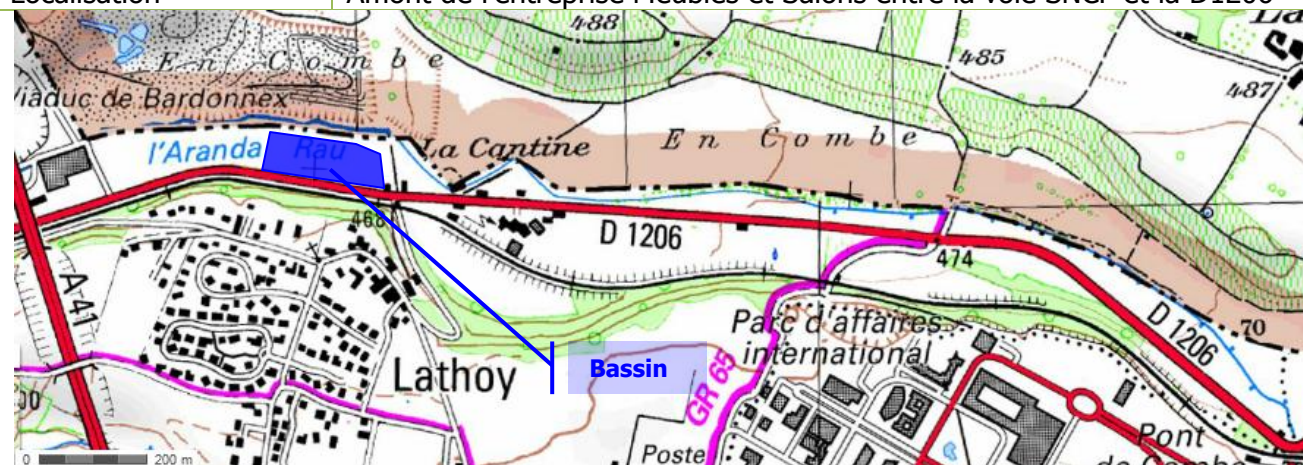 Localisation
Amont de l'entreprise Meubles et Salons entre la voie SNCF et la D1206
488
485
487
En Combe
Viaduc de Bardonnex
l'Aranda Rau
La Cantine
En Combe
468
D 1206
474
A 41
D 1206
70
Parc d'affaires
international
Lathoy
Bassin
GR 65
Poste
Pont
0 200 m